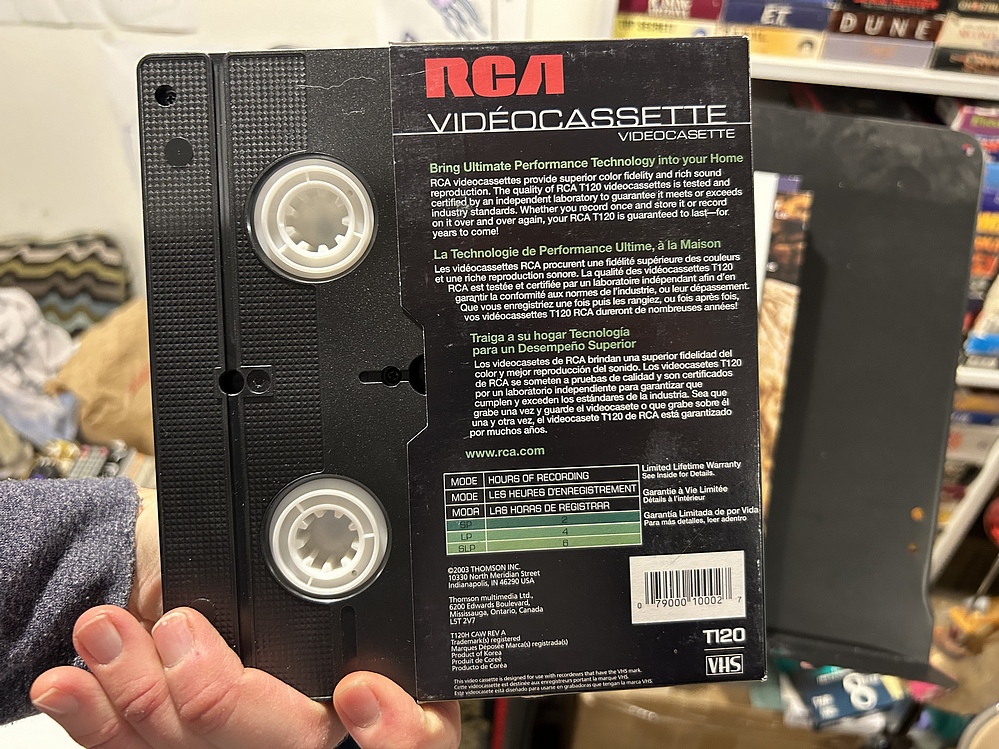 TOP SECRET
ET
DUNE
RCA
VIDÉOCASSETTE
VIDEOCASETTE
Bring Ultimate Performance Technology into your Home
RCA videocassettes provide superior color fidelity and rich sound
reproduction. The quality of RCA T120 videocassettes is tested and
certified by an independent laboratory to guarantee it meets or exceeds
industry standards. Whether you record once and store it or record
on it over and over again, your RCA T120 is guaranteed to last—for
years to come!
La Technologie de Performance Ultime, à la Maison
Les vidéocassettes RCA procurent une fidélité supérieure des couleurs
et une riche reproduction sonore. La qualité des vidéocassettes T120
RCA est testée et certifiée par un laboratoire indépendant afin d'en
garantir la conformité aux normes de l'industrie, ou leur dépassement.
Que vous enregistriez une fois puis les rangiez, ou fois après fois,
vos vidéocassettes T120 RCA dureront de nombreuses années!
Traiga a su hogar Tecnología
para un Desempeño Superior
Los videocasetes de RCA brindan una superior fidelidad del
color y mejor reproducción del sonido. Los videocasetes T120
de RCA se someten a pruebas de calidad y son certificados
por un laboratorio independiente para garantizar que
cumplen y exceden los estándares de la industria. Sea que
grabe una vez y guarde el videocasete o que grabe sobre él
una y otra vez, el videocasete T120 de RCA está garantizado
por muchos años.
www.rca.com
MODE HOURS OF RECORDING
MODE LES HEURES D'ENREGISTREMENT
MODA LAS HORAS DE REGISTRAR
SP 2
LP 4
SLP 6
Limited Lifetime Warranty
See Inside for Details.
Garantie à Vie Limitée
Détails à l'intérieur
Garantía Limitada de por Vida
Para más detalles, leer adentro
©2003 THOMSON INC.
10330 North Meridian Street
Indianapolis, IN 46290 USA
Thomson multimedia Ltd.,
6200 Edwards Boulevard,
Mississauga, Ontario, Canada
L5T 2V7
T120H CAW REV A
Trademark(s) registered
Marques Déposée Marca(s) registrada(s)
Product of Korea
Produit de Coreé
Producto de Coréa
0 79000 10002 7
T120
VHS
This video cassette is designed for use with recorders that have the VHS mark.
Cette vidéocassette est destinée aux enregistreurs portant la marque VHS.
Este videocasete está diseñado para usarse en grabadoras que tengan la marca VHS.
8